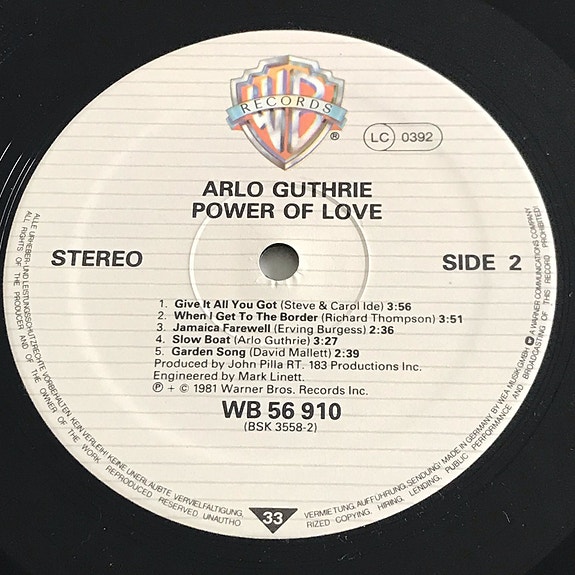 WB
RECORDS
®
LC 0392
ARLO GUTHRIE
POWER OF LOVE
STEREO
SIDE 2
1. Give It All You Got (Steve & Carol Ide) 3:56
2. When I Get To The Border (Richard Thompson) 3:51
3. Jamaica Farewell (Erving Burgess) 2:36
4. Slow Boat (Arlo Guthrie) 3:27
5. Garden Song (David Mallett) 2:39
Produced by John Pilla RT. 183 Productions Inc.
Engineered by Mark Linett.
℗ + © 1981 Warner Bros. Records Inc.
WB 56 910
(BSK 3558-2)
33
ALLE URHEBER UND LEISTUNGSSCHUTZRECHTE VORBEHALTEN. KEIN VERLEIH! KEINE UNERLAUBTE VERVIELFALTIGUNG,
VERMIETUNG, AUFFÜHRUNG, SENDUNG! MADE IN GERMANY BY WEA MUSIK GMBH A WARNER COMMUNICATIONS COMPANY
ALL RIGHTS OF THE PRODUCER AND OF THE OWNER OF THE WORK REPRODUCED RESERVED. UNAUTHO
RIZED COPYING, HIRING, LENDING, PUBLIC PERFORMANCE AND BROADCASTING OF THIS RECORD PROHIBITED!